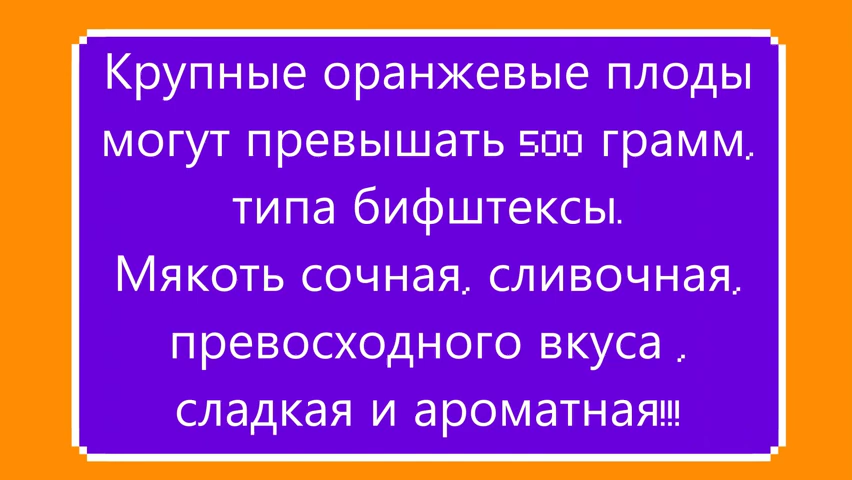 Крупные оранжевые плоды
могут превышать 500 грамм,
типа бифштексы.
Мякоть сочная, сливочная,
превосходного вкуса ,
сладкая и ароматная!!!